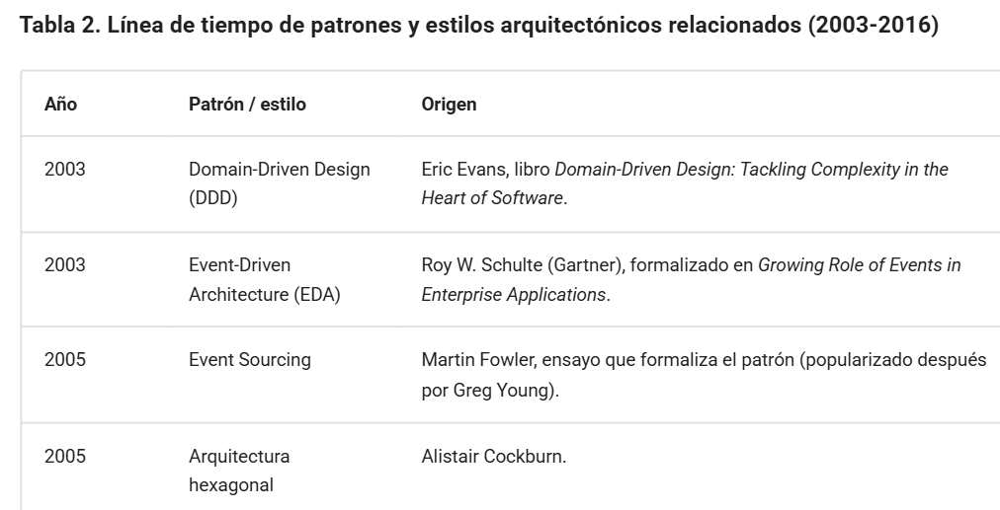 Tabla 2. Línea de tiempo de patrones y estilos arquitectónicos relacionados (2003-2016)
Año Patrón / estilo Origen
2003 Domain-Driven Design Eric Evans, libro Domain-Driven Design: Tackling Complexity in the
(DDD) Heart of Software.
2003 Event-Driven Roy W. Schulte (Gartner), formalizado en Growing Role of Events in
Architecture (EDA) Enterprise Applications.
2005 Event Sourcing Martin Fowler, ensayo que formaliza el patrón (popularizado después
por Greg Young).
2005 Arquitectura Alistair Cockburn.
hexagonal